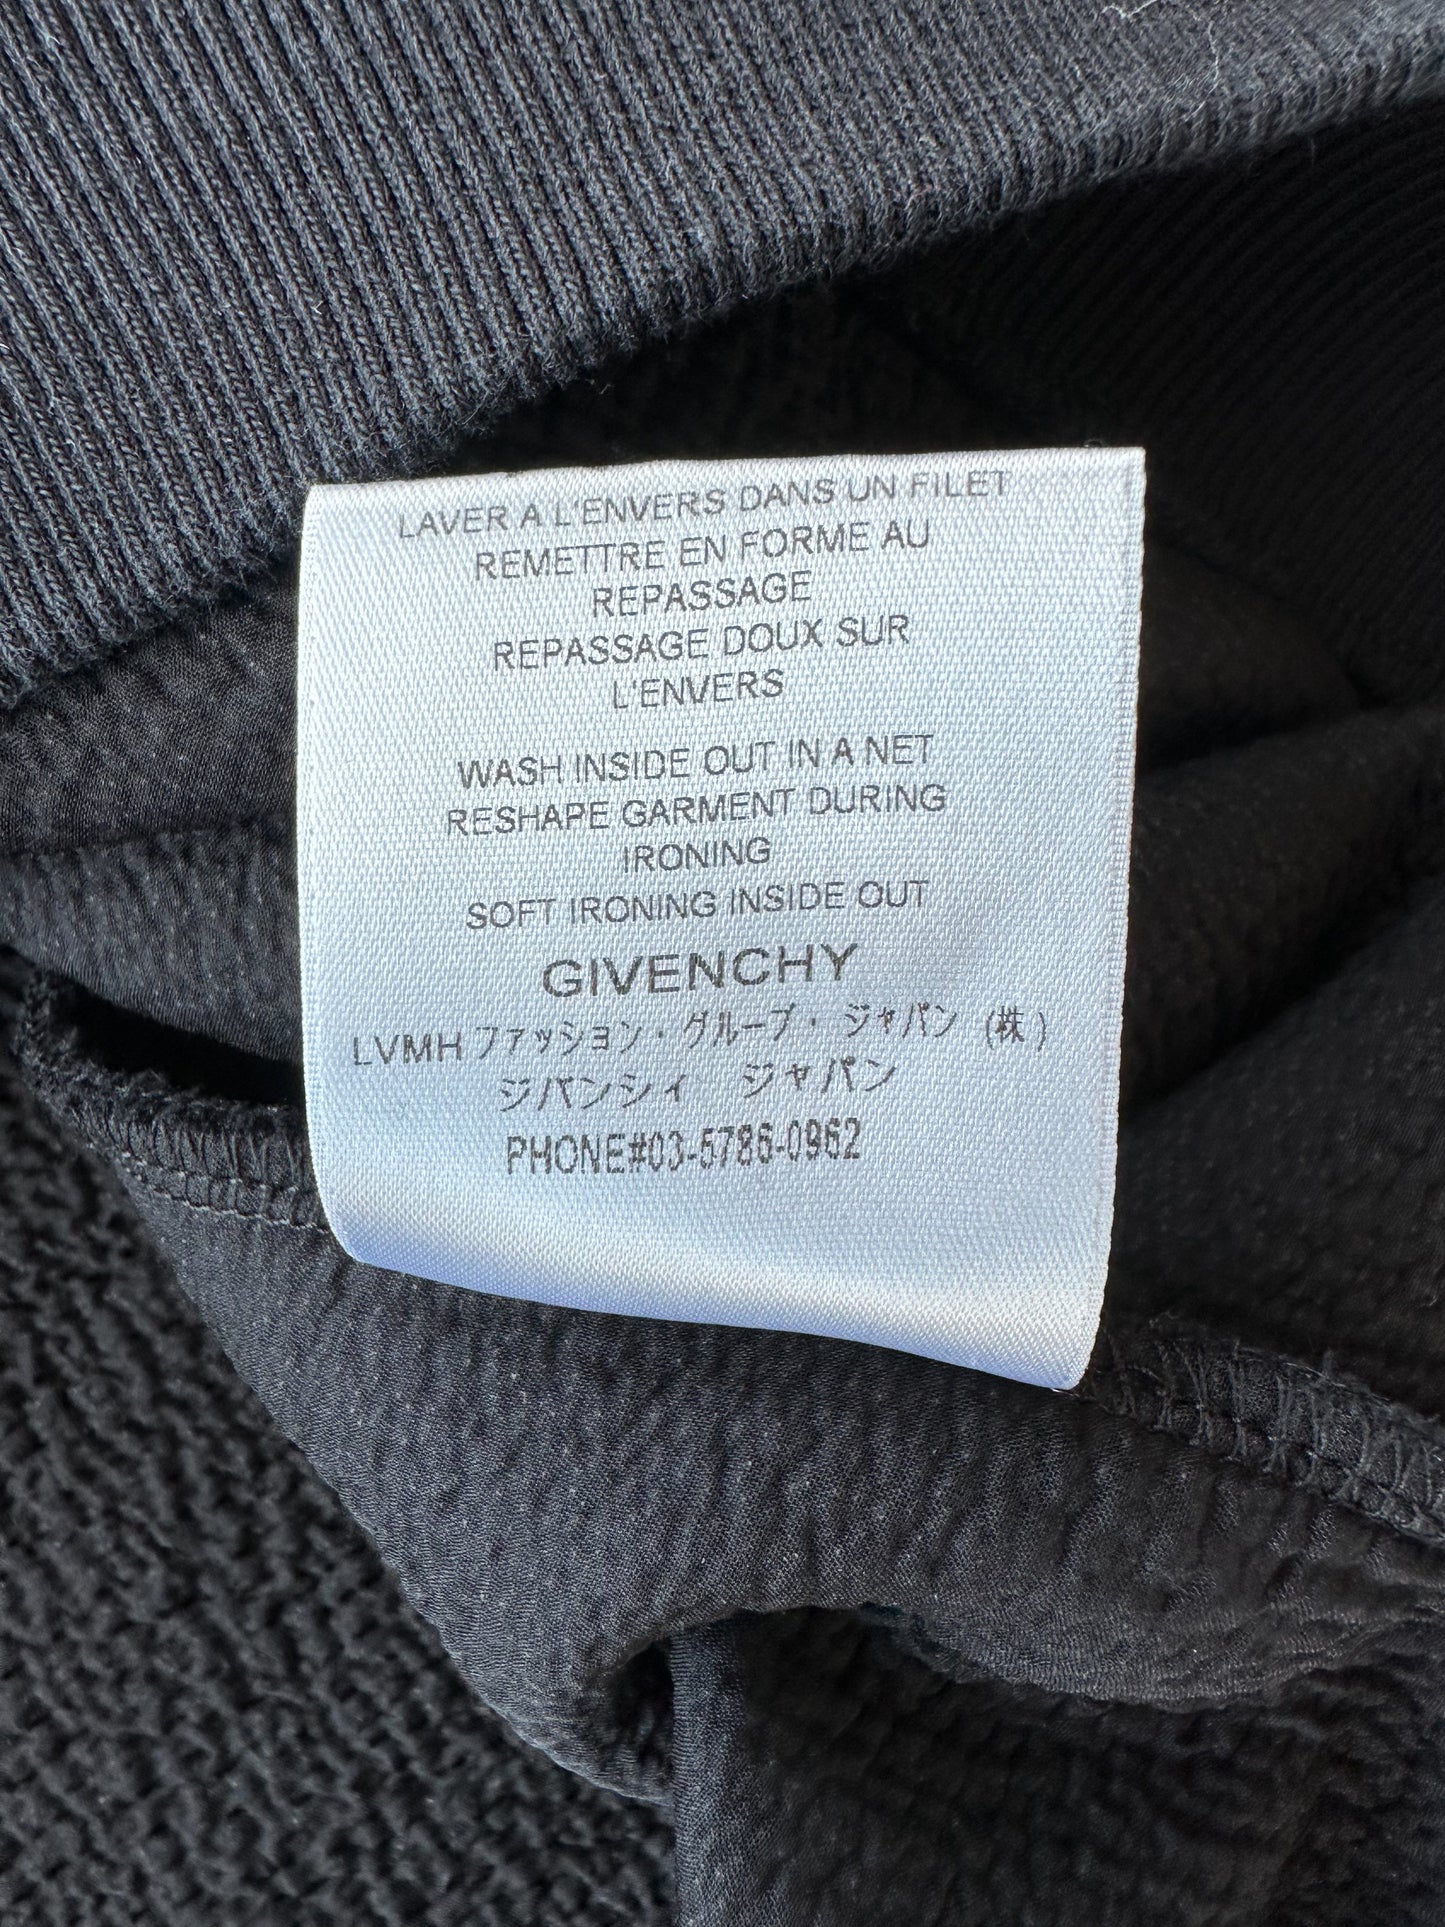 LAVER A L'ENVERS DANS UN FILET
REMETTRE EN FORME AU
REPASSAGE
REPASSAGE DOUX SUR
L'ENVERS
WASH INSIDE OUT IN A NET
RESHAPE GARMENT DURING
IRONING
SOFT IRONING INSIDE OUT
GIVENCHY
LVMH ファッション・グループ・ジャパン (株)
ジバンシィ ジャパン
PHONE#03-5786-0962